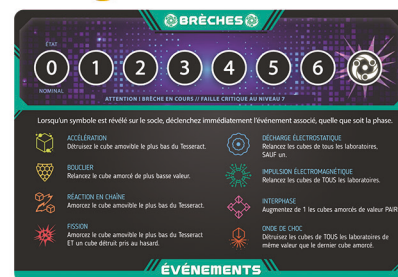 BRÈCHES
ÉTAT
0 1 2 3 4 5 6
NOMINAL
ATTENTION ! BRÈCHE EN COURS // FAILLE CRITIQUE AU NIVEAU 7
Lorsqu'un symbole est révélé sur le socle, déclenchez immédiatement l'événement associé, quelle que soit la phase.
ACCÉLÉRATION
Détruisez le cube amovible le plus bas du Tesseract.
BOUCLIER
Relancez le cube amorcé de plus basse valeur.
RÉACTION EN CHAÎNE
Amorcez le cube amovible le plus bas du Tesseract.
FISSION
Amorcez le cube amovible le plus bas du Tesseract
ET un cube détruit pris au hasard.
DÉCHARGE ÉLECTROSTATIQUE
Relancez les cubes de tous les laboratoires,
SAUF un.
IMPULSION ÉLECTROMAGNÉTIQUE
Relancez les cubes de TOUS les laboratoires.
INTERPHASE
Augmentez de 1 les cubes amorcés de valeur PAIR
ONDE DE CHOC
Détruisez les cubes de TOUS les laboratoires de
même valeur que le dernier cube amorcé.
ÉVÉNEMENTS